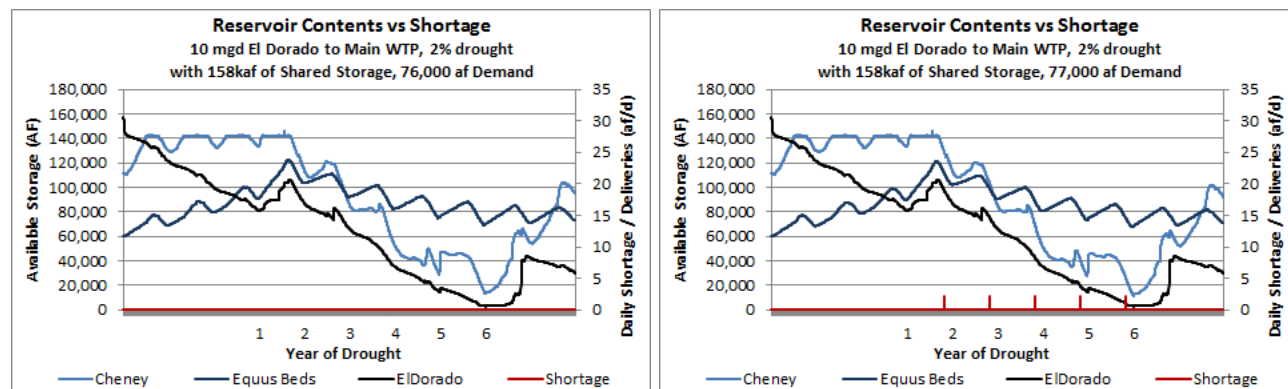 Reservoir Contents vs Shortage
10 mgd El Dorado to Main WTP, 2% drought
with 158kaf of Shared Storage, 76,000 af Demand
Available Storage (AF)
180,000
160,000
140,000
120,000
100,000
80,000
60,000
40,000
20,000
0
35
30
25
20
15
10
5
0
Daily Shortage / Deliveries (af/d)
1 2 3 4 5 6
Year of Drought
Cheney Equus Beds ElDorado Shortage
Reservoir Contents vs Shortage
10 mgd El Dorado to Main WTP, 2% drought
with 158kaf of Shared Storage, 77,000 af Demand
Available Storage (AF)
180,000
160,000
140,000
120,000
100,000
80,000
60,000
40,000
20,000
0
35
30
25
20
15
10
5
0
Daily Shortage / Deliveries (af/d)
1 2 3 4 5 6
Year of Drought
Cheney Equus Beds ElDorado Shortage